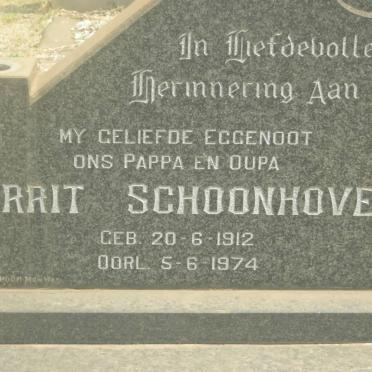 In Liefdevolle
Herinnering Aan
MY GELIEFDE EGGENOOT
ONS PAPPA EN OUPA
RRIT SCHOONHOVE
GEB. 20-6-1912
OORL. 5-6-1974